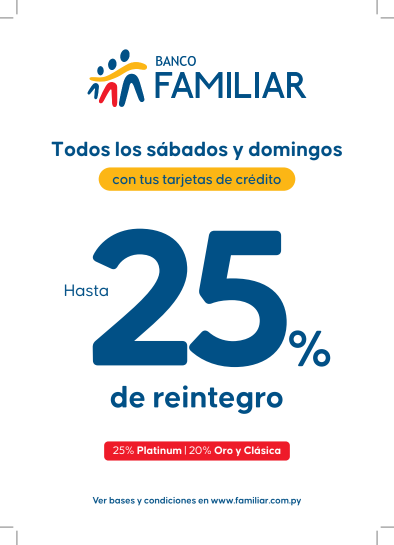 BANCO
FAMILIAR
Todos los sábados y domingos
con tus tarjetas de crédito
Hasta
25%
de reintegro
25% Platinum | 20% Oro y Clásica
Ver bases y condiciones en www.familiar.com.py